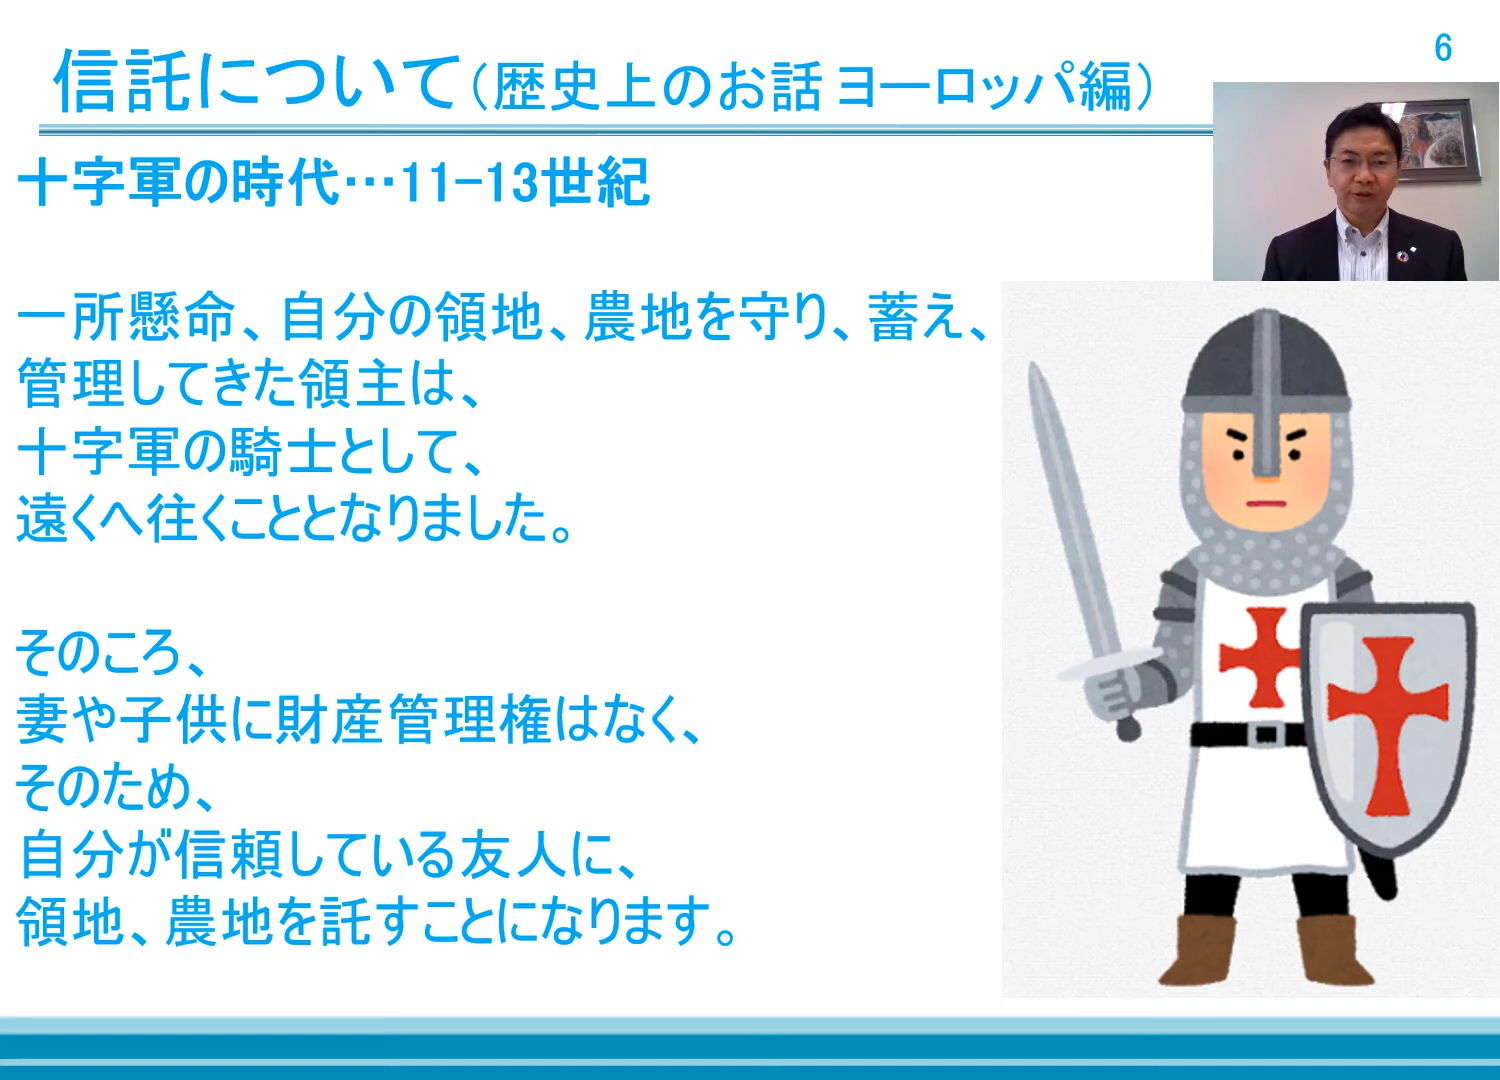 信託について（歴史上のお話 ヨーロッパ編）
6
十字軍の時代…11−13世紀
一所懸命、自分の領地、農地を守り、蓄え、
管理してきた領主は、
十字軍の騎士として、
遠くへ往くこととなりました。
そのころ、
妻や子供に財産管理権はなく、
そのため、
自分が信頼している友人に、
領地、農地を託すことになります。